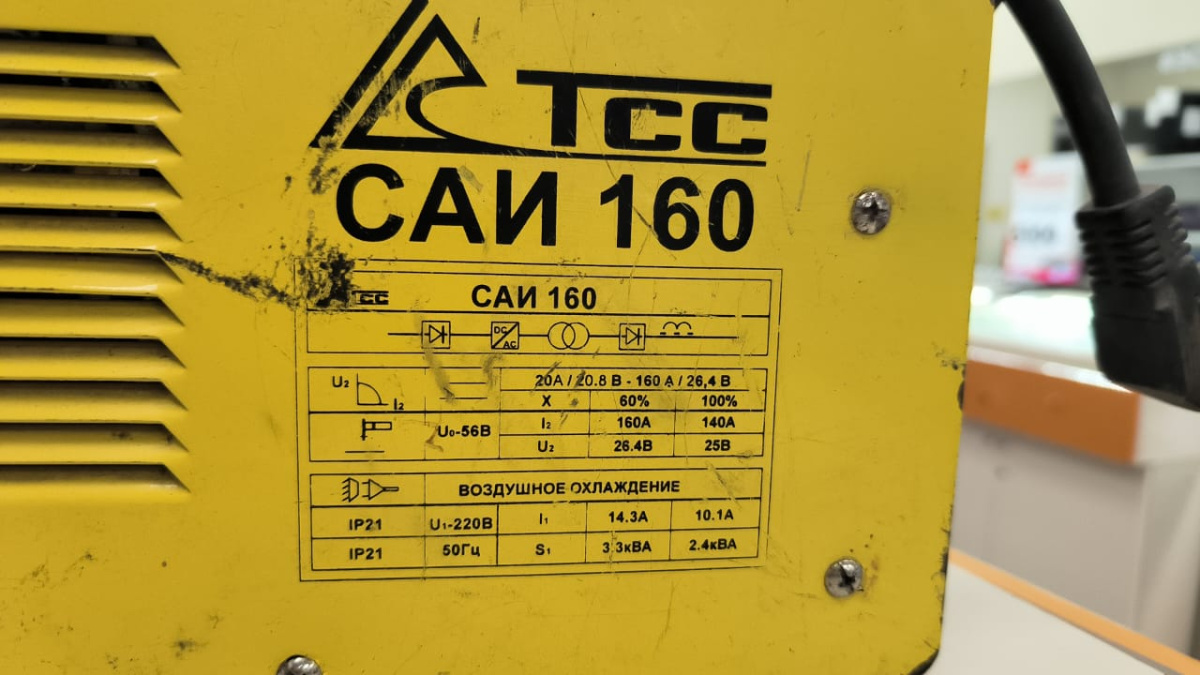 ТСС
САИ 160
ТСС САИ 160
DC/AC
U₂ I₂ 20А / 20.8 В - 160 А / 26,4 В
X 60% 100%
U₀-56В I₂ 160А 140А
U₂ 26.4В 25В
ВОЗДУШНОЕ ОХЛАЖДЕНИЕ
IP21 U₁-220В I₁ 14.3А 10.1А
IP21 50Гц S₁ 3.3кВА 2.4кВА